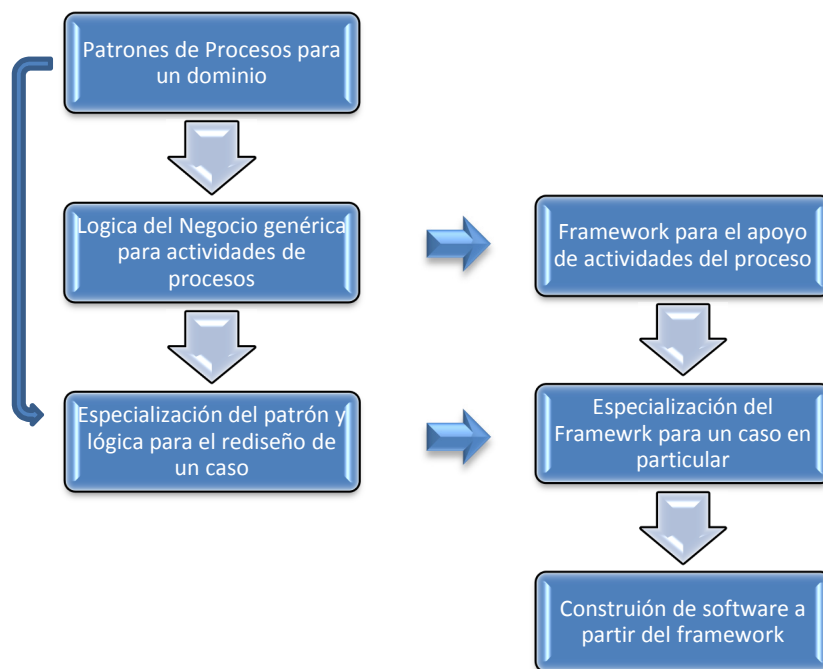 Patrones de Procesos para
un dominio
Logica del Negocio genérica
para actividades de
procesos
Framework para el apoyo
de actividades del proceso
Especialización del patrón y
lógica para el rediseño de
un caso
Especialización del
Framewrk para un caso en
particular
Construión de software a
partir del framework